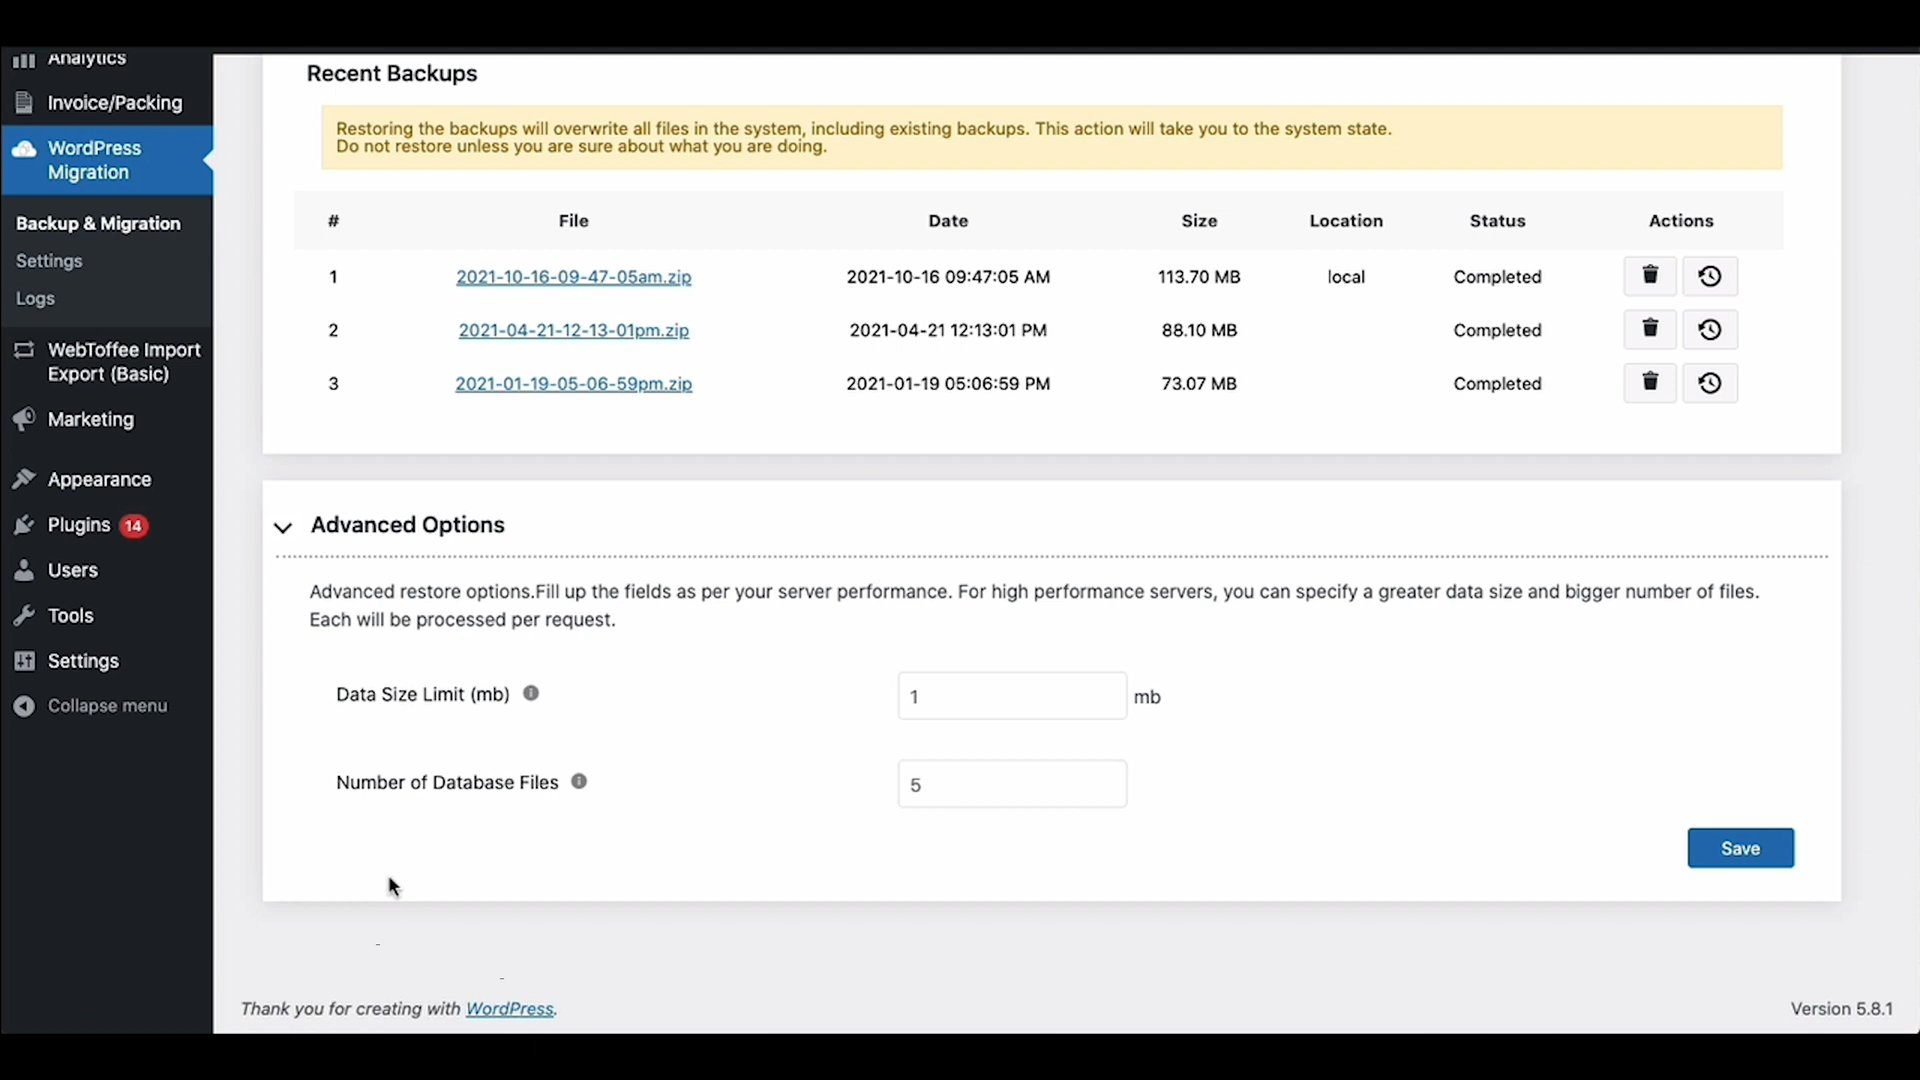 Analytics
Invoice/Packing
WordPress
Migration
Backup & Migration
Settings
Logs
WebToffee Import
Export (Basic)
Marketing
Appearance
Plugins 14
Users
Tools
Settings
Collapse menu
Recent Backups
Restoring the backups will overwrite all files in the system, including existing backups. This action will take you to the system state.
Do not restore unless you are sure about what you are doing.
# File Date Size Location Status Actions
1 2021-10-16-09-47-05am.zip 2021-10-16 09:47:05 AM 113.70 MB local Completed
2 2021-04-21-12-13-01pm.zip 2021-04-21 12:13:01 PM 88.10 MB Completed
3 2021-01-19-05-06-59pm.zip 2021-01-19 05:06:59 PM 73.07 MB Completed
Advanced Options
Advanced restore options.Fill up the fields as per your server performance. For high performance servers, you can specify a greater data size and bigger number of files.
Each will be processed per request.
Data Size Limit (mb) 1 mb
Number of Database Files 5
Save
Thank you for creating with WordPress.
Version 5.8.1